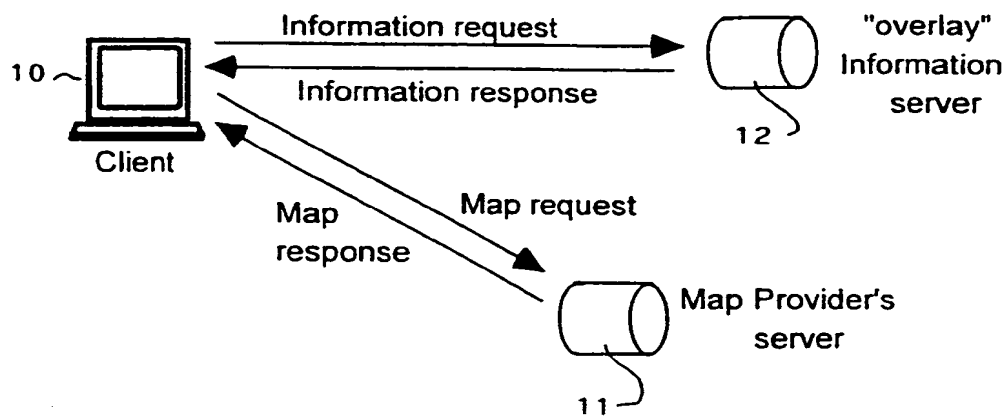 Information request
"overlay"
Information
server
10
Information response
12
Client
Map request
Map
response
Map Provider's
server
11